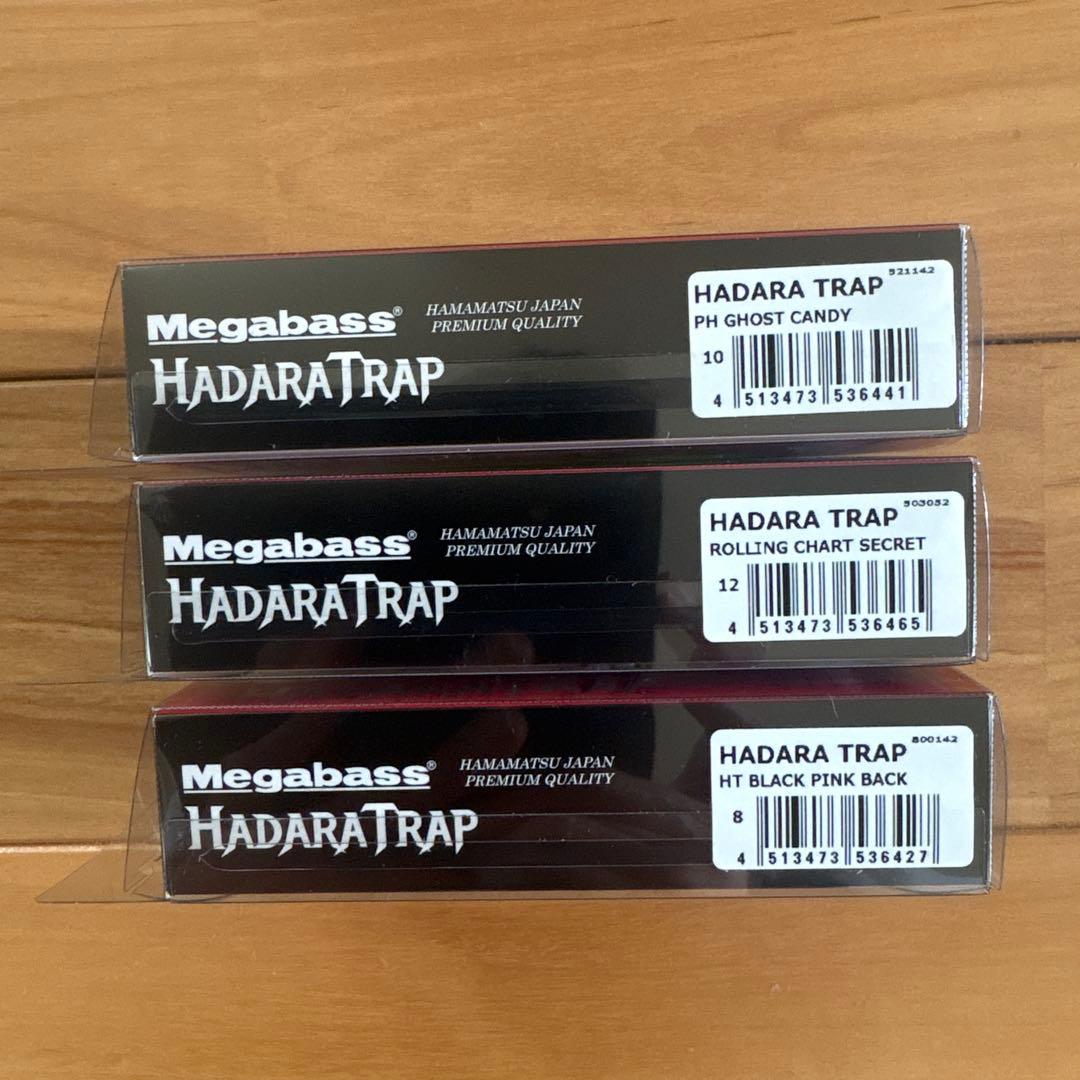 Megabass®
HAMAMATSU JAPAN
PREMIUM QUALITY
HADARATRAP
521142
HADARA TRAP
PH GHOST CANDY
10
4 513473 536441
Megabass®
HAMAMATSU JAPAN
PREMIUM QUALITY
HADARATRAP
503052
HADARA TRAP
ROLLING CHART SECRET
12
4 513473 536465
Megabass®
HAMAMATSU JAPAN
PREMIUM QUALITY
HADARATRAP
800142
HADARA TRAP
HT BLACK PINK BACK
8
4 513473 536427